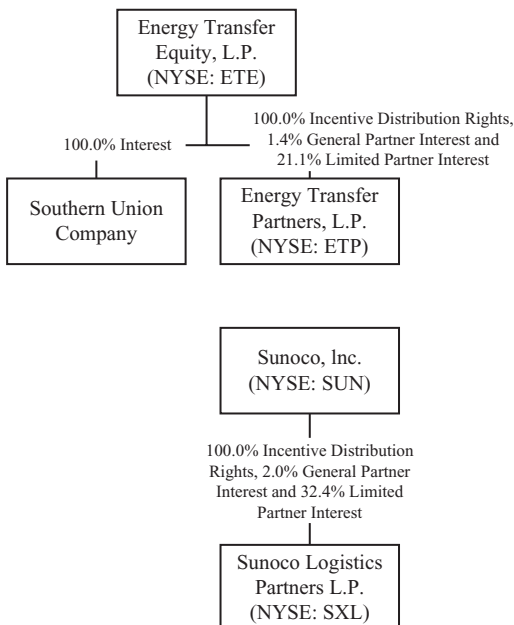 Energy Transfer
Equity, L.P.
(NYSE: ETE)
100.0% Interest
100.0% Incentive Distribution Rights,
1.4% General Partner Interest and
21.1% Limited Partner Interest
Southern Union
Company
Energy Transfer
Partners, L.P.
(NYSE: ETP)
Sunoco, lnc.
(NYSE: SUN)
100.0% Incentive Distribution
Rights, 2.0% General Partner
Interest and 32.4% Limited
Partner Interest
Sunoco Logistics
Partners L.P.
(NYSE: SXL)